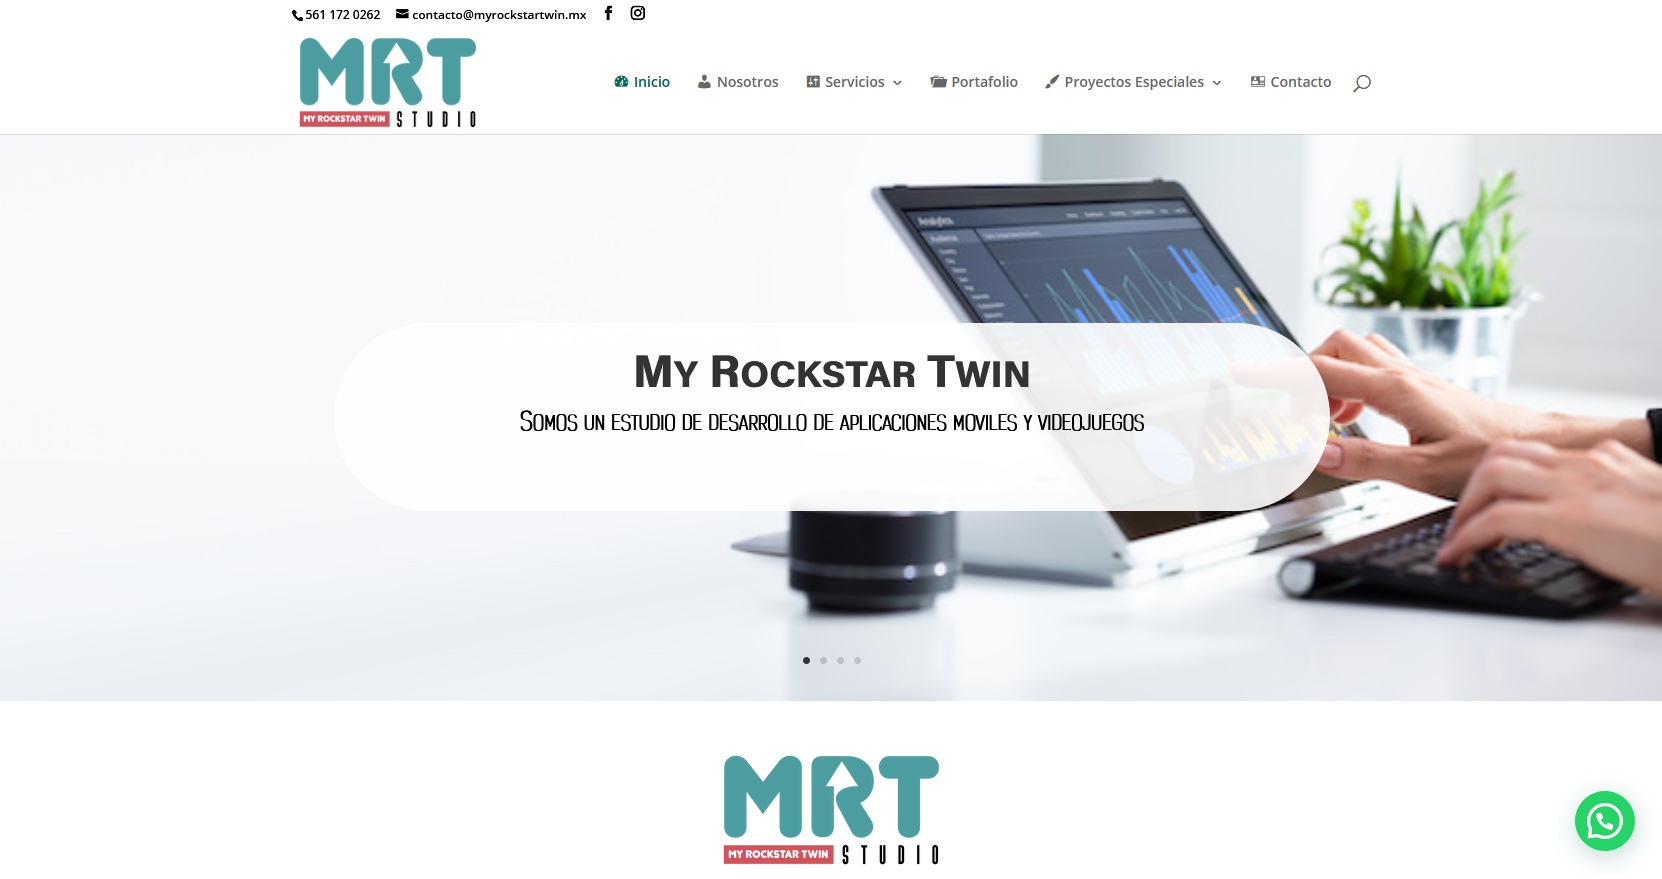 561 172 0262 contacto@myrockstartwin.mx
MRT
MY ROCKSTAR TWIN STUDIO
Inicio Nosotros Servicios Portafolio Proyectos Especiales Contacto
Analytics
My Rockstar Twin
Somos un estudio de desarrollo de aplicaciones moviles y videojuegos
MRT
MY ROCKSTAR TWIN STUDIO